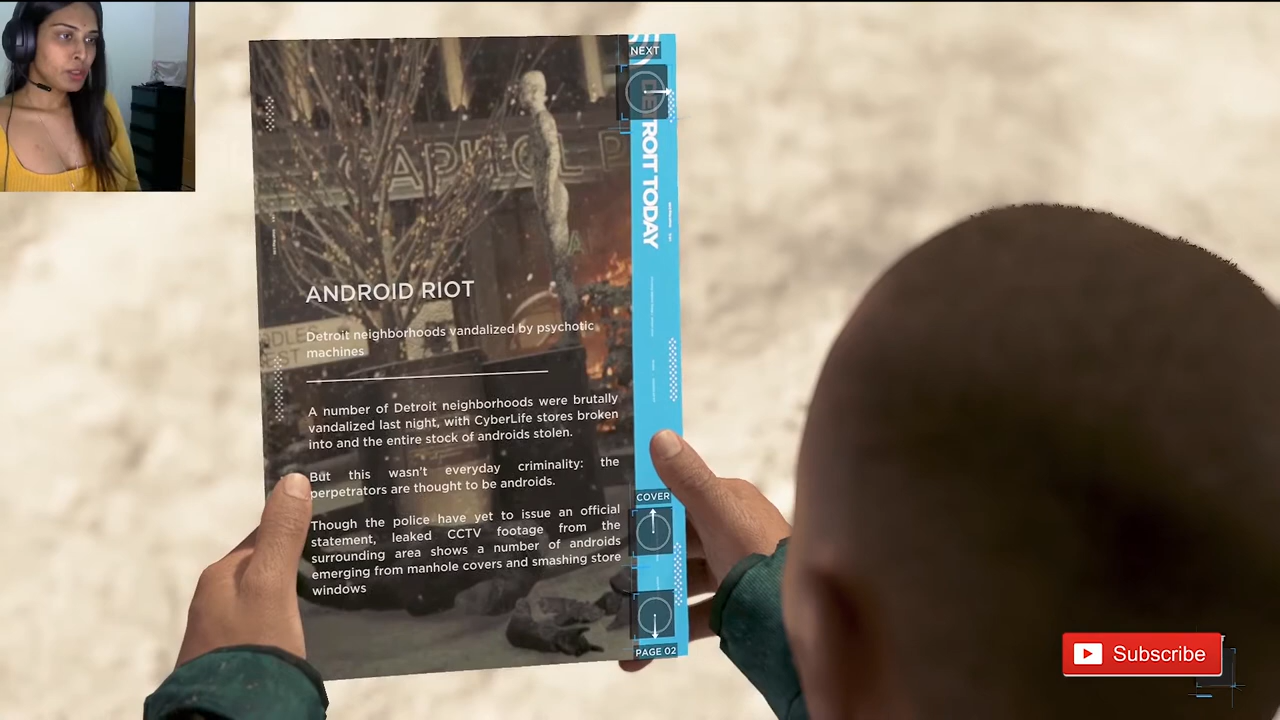 NEXT
DETROIT TODAY
CAPITOL P
ANDROID RIOT
Detroit neighborhoods vandalized by psychotic
machines
A number of Detroit neighborhoods were brutally
vandalized last night, with CyberLife stores broken
into and the entire stock of androids stolen.
But this wasn't everyday criminality: the
perpetrators are thought to be androids.
Though the police have yet to issue an official
statement, leaked CCTV footage from the
surrounding area shows a number of androids
emerging from manhole covers and smashing store
windows
COVER
PAGE 02
Subscribe